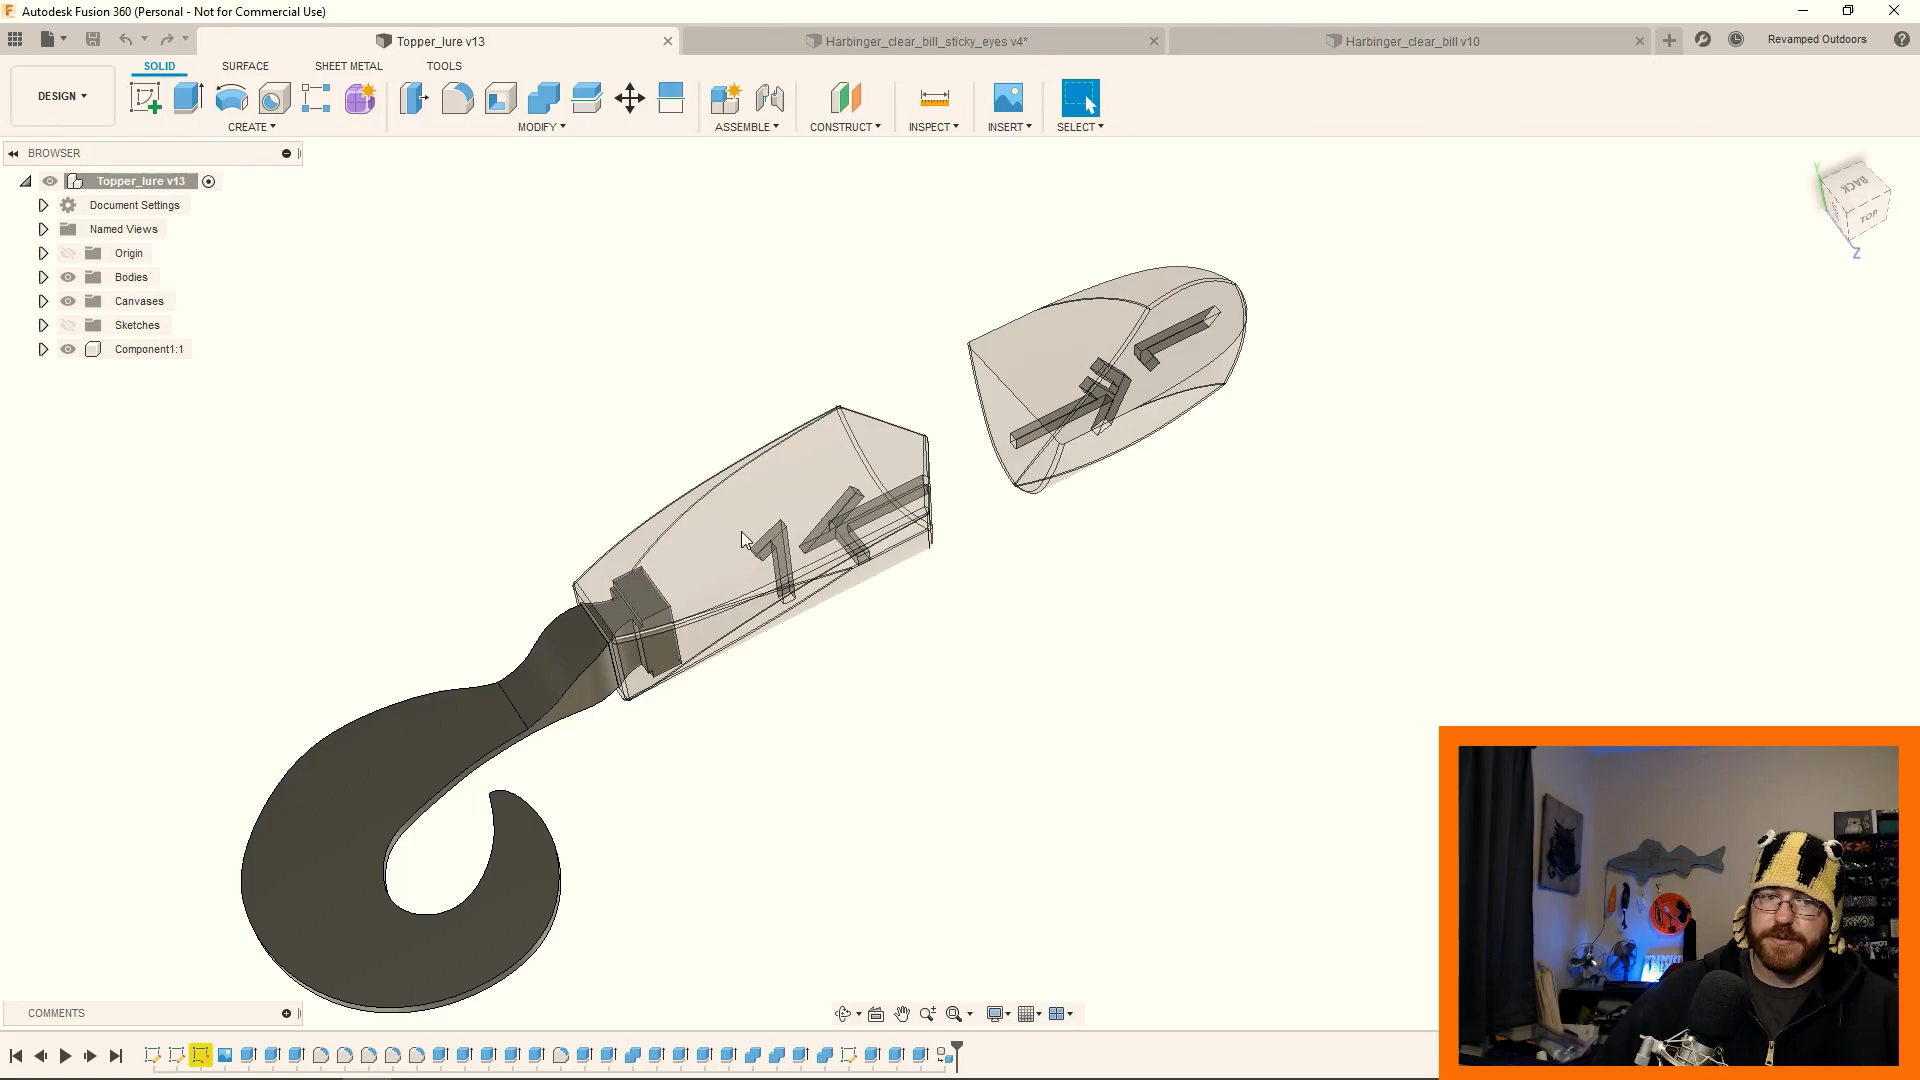 Autodesk Fusion 360 (Personal - Not for Commercial Use)
Topper_lure v13
Harbinger_clear_bill_sticky_eyes v4*
Harbinger_clear_bill v10
Revamped Outdoors
SOLID
SURFACE
SHEET METAL
TOOLS
DESIGN
CREATE
MODIFY
ASSEMBLE
CONSTRUCT
INSPECT
INSERT
SELECT
BROWSER
Topper_lure v13
Document Settings
Named Views
Origin
Bodies
Canvases
Sketches
Component1:1
BACK
TOP
Y
Z
COMMENTS